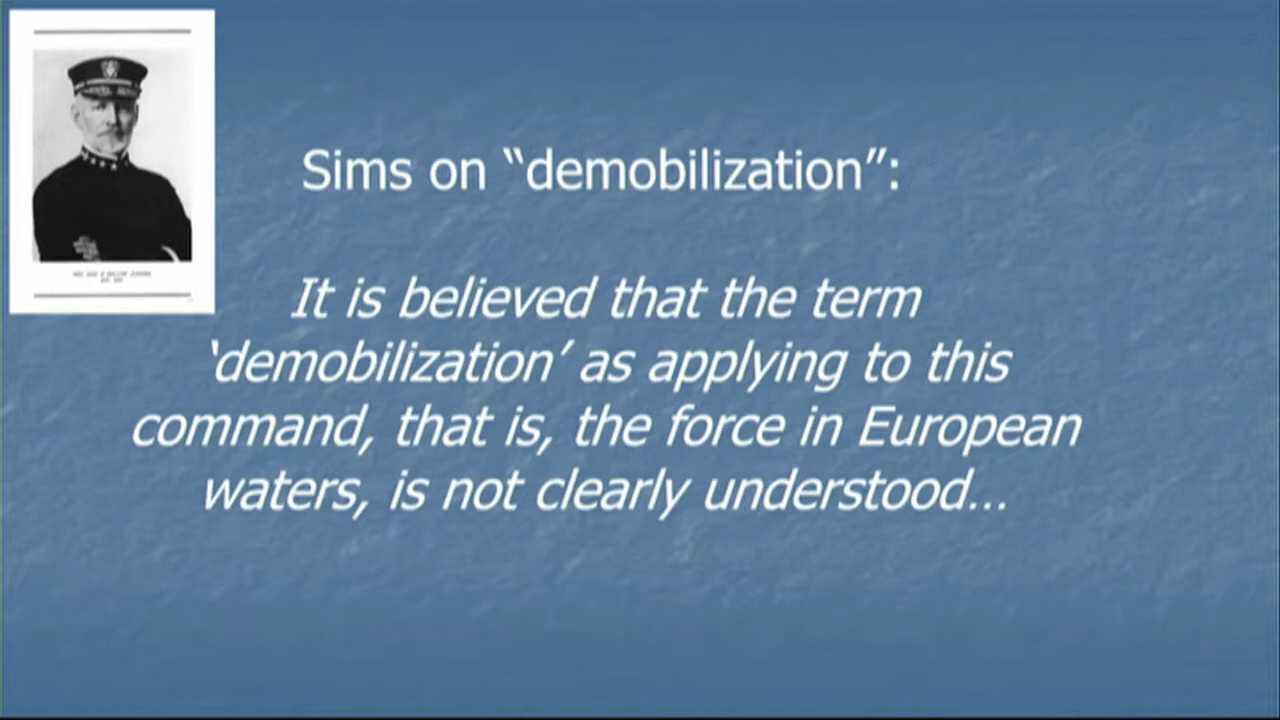 Sims on “demobilization”:
It is believed that the term
‘demobilization’ as applying to this
command, that is, the force in European
waters, is not clearly understood…